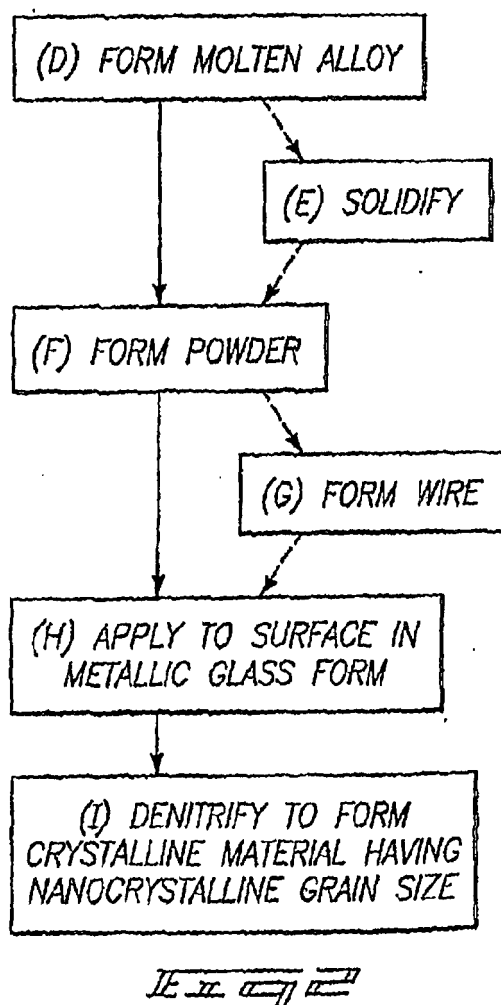 (D) FORM MOLTEN ALLOY
(E) SOLIDIFY
(F) FORM POWDER
(G) FORM WIRE
(H) APPLY TO SURFACE IN
METALLIC GLASS FORM
(I) DENITRIFY TO FORM
CRYSTALLINE MATERIAL HAVING
NANOCRYSTALLINE GRAIN SIZE